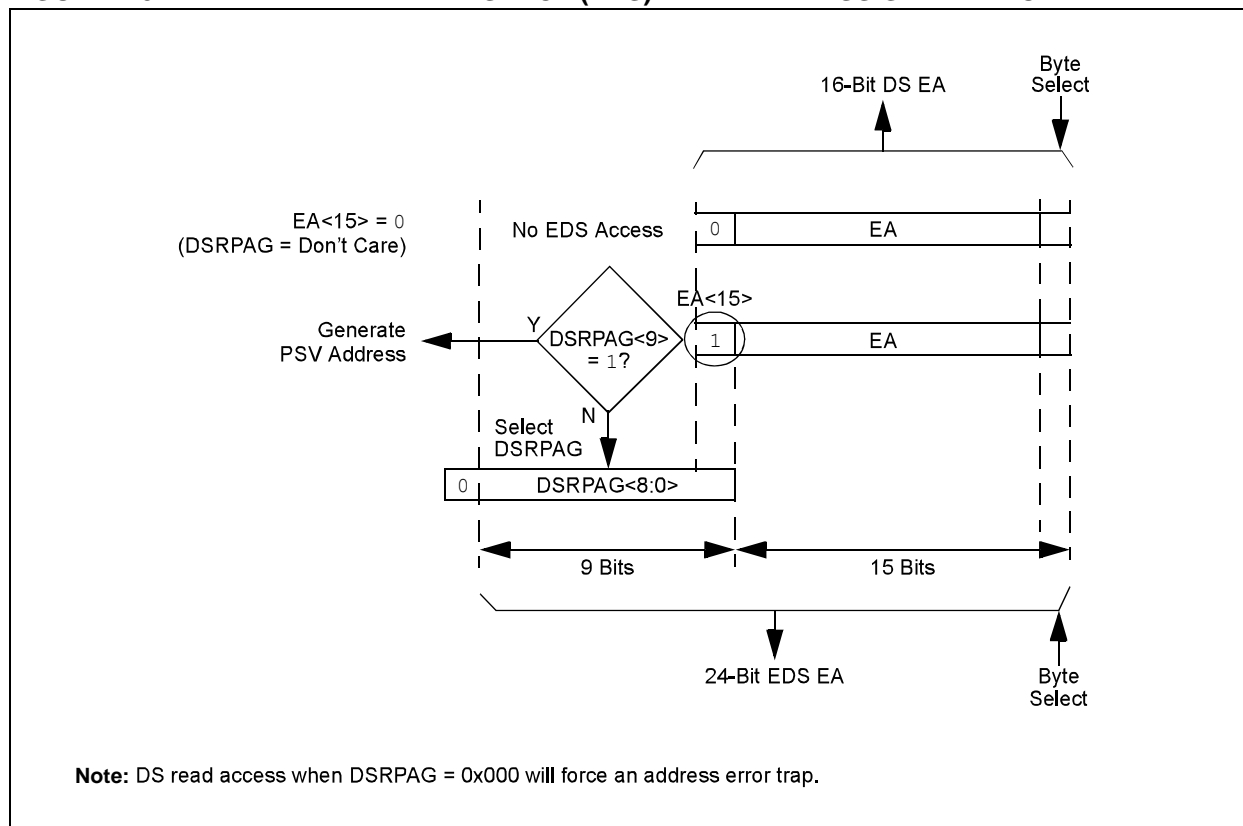 16-Bit DS EA
Byte
Select
EA<15> = 0
(DSRPAG = Don't Care)
No EDS Access
0
EA
EA<15>
Generate
PSV Address
Y
DSRPAG<9>
= 1?
1
EA
N
Select
DSRPAG
0
DSRPAG<8:0>
9 Bits
15 Bits
24-Bit EDS EA
Byte
Select
Note: DS read access when DSRPAG = 0x000 will force an address error trap.